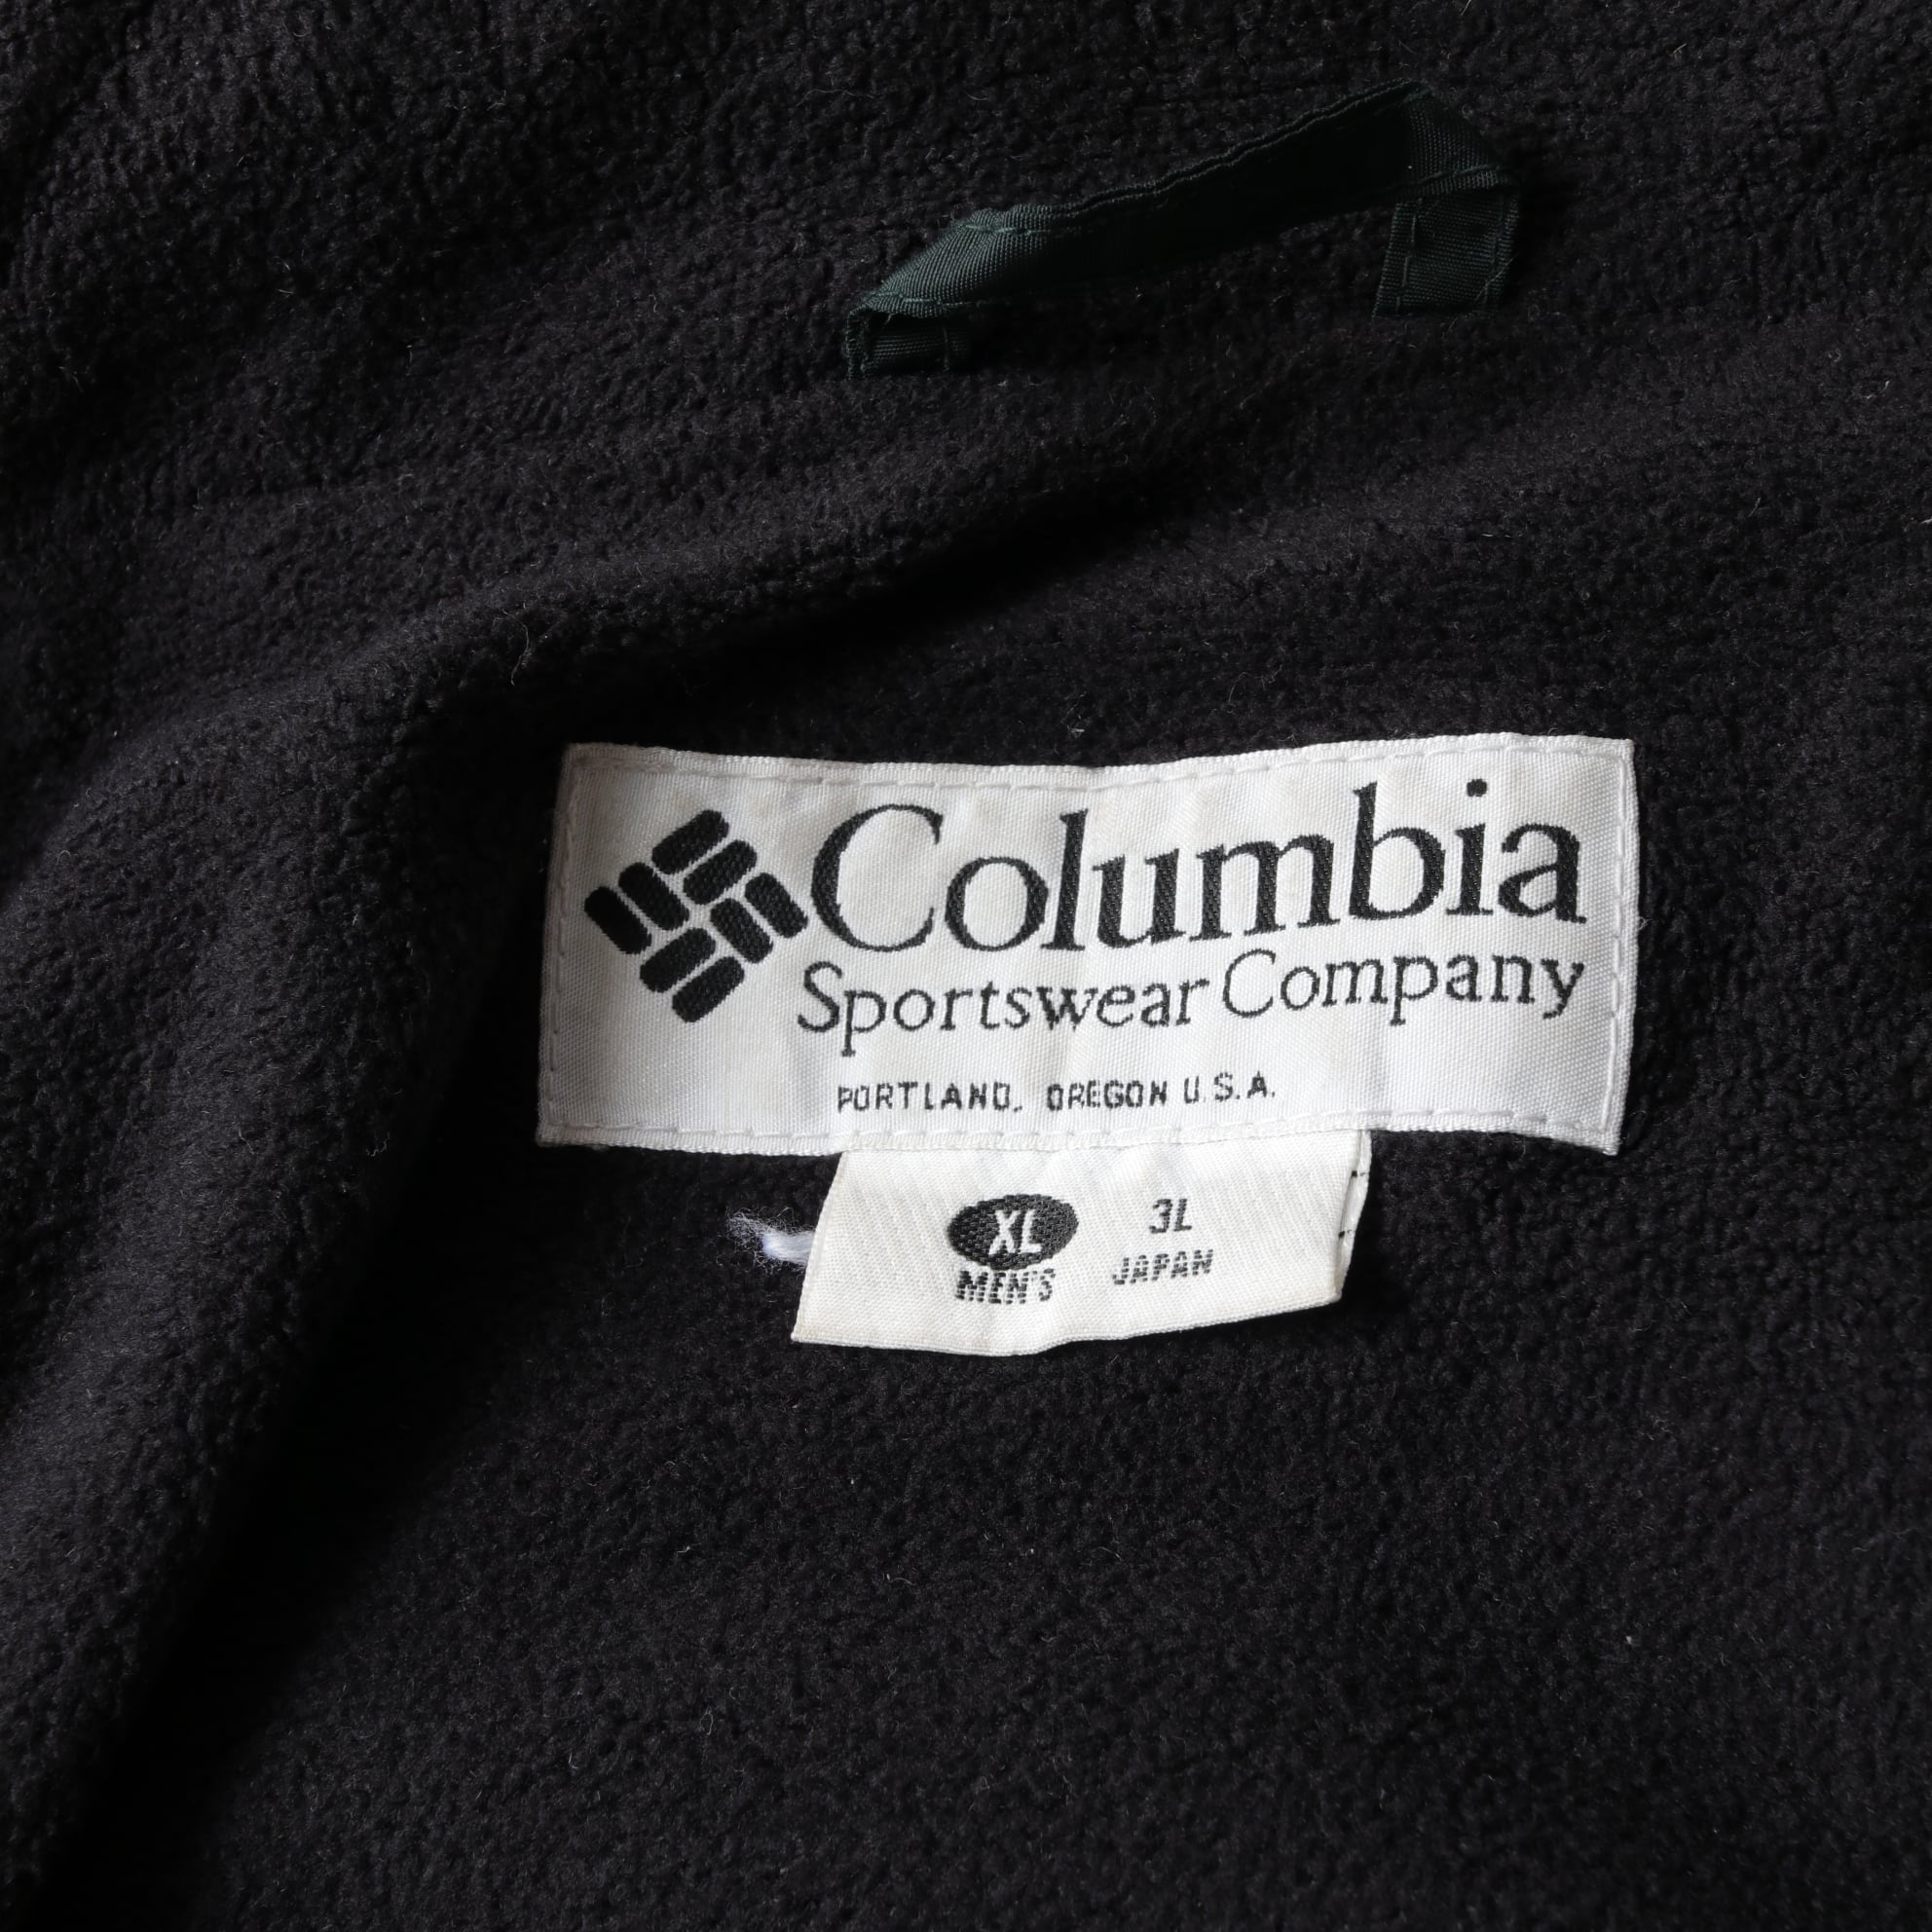 Columbia
Sportswear Company
PORTLAND, OREGON U.S.A.
XL 3L
MEN'S JAPAN